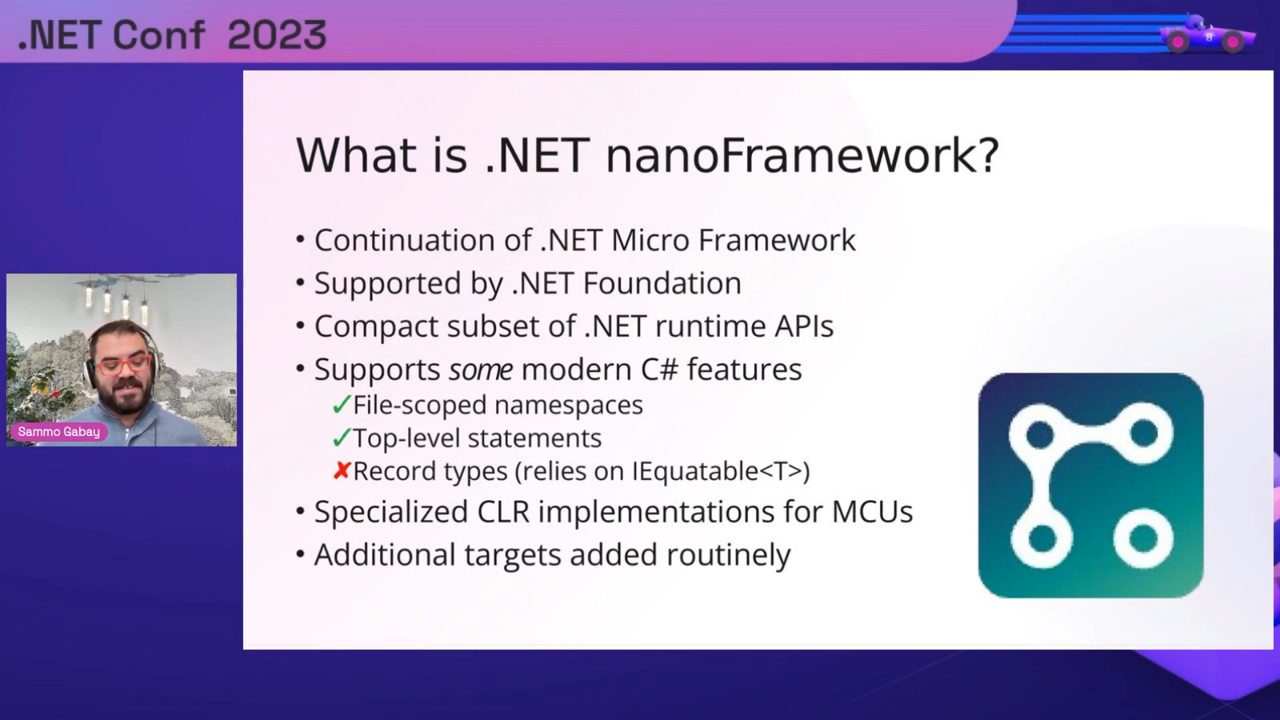 .NET Conf 2023
8
What is .NET nanoFramework?
• Continuation of .NET Micro Framework
• Supported by .NET Foundation
• Compact subset of .NET runtime APIs
• Supports some modern C# features
✓File-scoped namespaces
✓Top-level statements
✘Record types (relies on IEquatable<T>)
• Specialized CLR implementations for MCUs
• Additional targets added routinely
Sammo Gabay